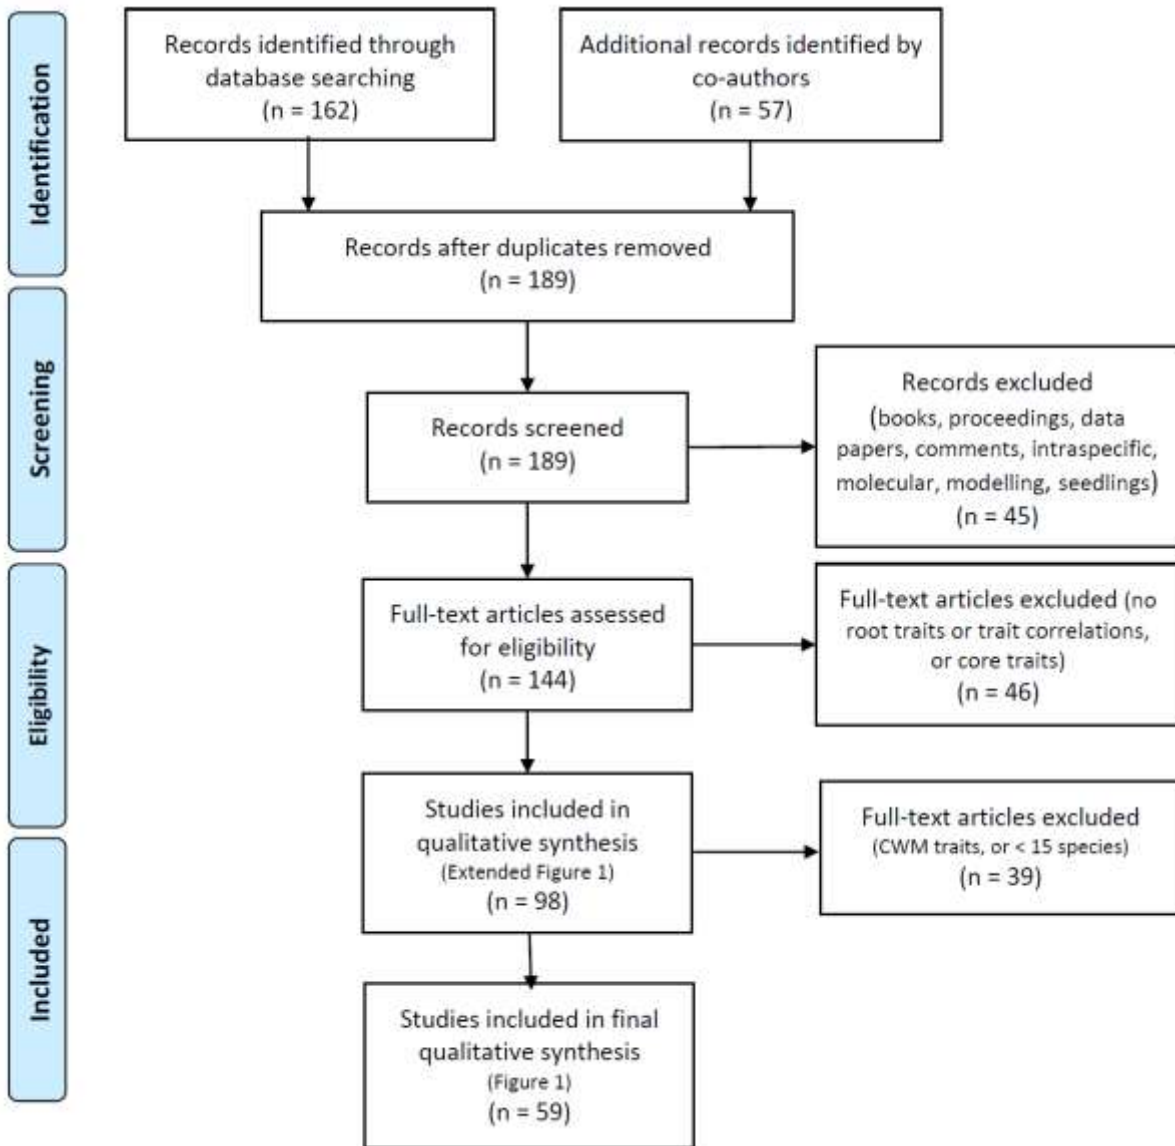 Identification
Records identified through
database searching
(n = 162)
Additional records identified by
co-authors
(n = 57)
Records after duplicates removed
(n = 189)
Screening
Records screened
(n = 189)
Records excluded
(books, proceedings, data
papers, comments, intraspecific,
molecular, modelling, seedlings)
(n = 45)
Eligibility
Full-text articles assessed
for eligibility
(n = 144)
Full-text articles excluded (no
root traits or trait correlations,
or core traits)
(n = 46)
Studies included in
qualitative synthesis
(Extended Figure 1)
(n = 98)
Full-text articles excluded
(CWM traits, or < 15 species)
(n = 39)
Included
Studies included in final
qualitative synthesis
(Figure 1)
(n = 59)